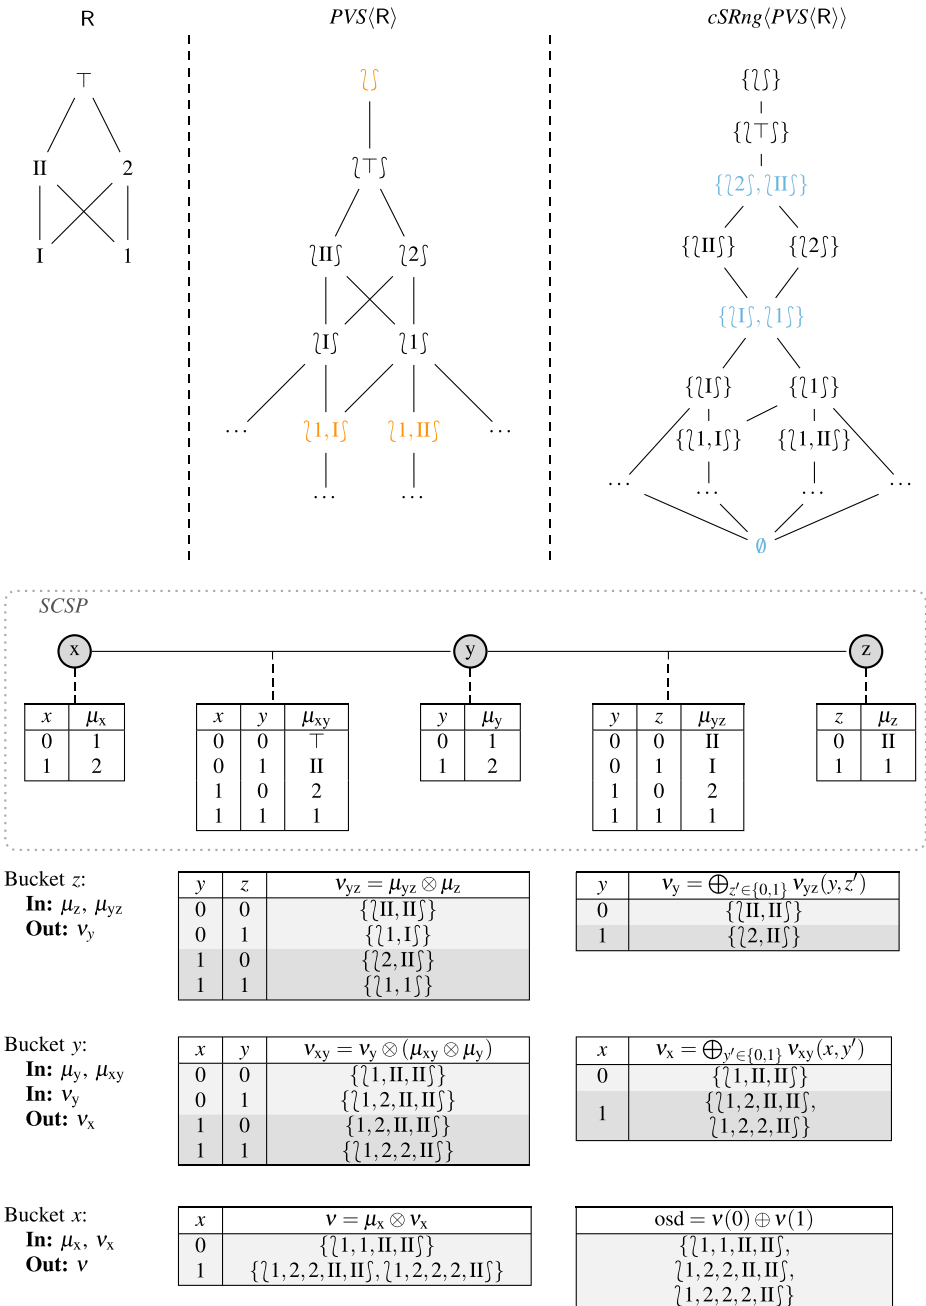 R PVS⟨R⟩ cSRng⟨PVS⟨R⟩⟩
⊤ ⟅⟆ {⟅⟆}
{⟅⊤⟆}
II 2 ⟅⊤⟆ {⟅2⟆, ⟅II⟆}
I 1 ⟅II⟆ ⟅2⟆ {⟅II⟆} {⟅2⟆}
⟅I⟆ ⟅1⟆ {⟅I⟆, ⟅1⟆}
{⟅I⟆} {⟅1⟆}
... ⟅1, I⟆ ⟅1, II⟆ ... {⟅1, I⟆} {⟅1, II⟆}
... ... ... ... ... ...
∅
SCSP
x y z
x μx x y μxy y μy y z μyz z μz
0 1 0 0 ⊤ 0 1 0 0 II 0 II
1 2 0 1 II 1 2 0 1 I 1 1
1 0 2 1 0 2
1 1 1 1 1 1
Bucket z: y z νyz = μyz ⊗ μz y νy = ⨁z′∈{0,1} νyz(y, z′)
In: μz, μyz 0 0 {⟅II, II⟆} 0 {⟅II, II⟆}
Out: νy 0 1 {⟅1, I⟆} 1 {⟅2, II⟆}
1 0 {⟅2, II⟆}
1 1 {⟅1, 1⟆}
Bucket y: x y νxy = νy ⊗ (μxy ⊗ μy) x νx = ⨁y′∈{0,1} νxy(x, y′)
In: μy, μxy 0 0 {⟅1, II, II⟆} 0 {⟅1, II, II⟆}
In: νy 0 1 {⟅1, 2, II, II⟆} 1 {⟅1, 2, II, II⟆,
Out: νx 1 0 {1, 2, II, II⟆} ⟅1, 2, 2, II⟆}
1 1 {⟅1, 2, 2, II⟆}
Bucket x: x ν = μx ⊗ νx osd = ν(0) ⊕ ν(1)
In: μx, νx 0 {⟅1, 1, II, II⟆} {⟅1, 1, II, II⟆,
Out: ν 1 {⟅1, 2, 2, II, II⟆, ⟅1, 2, 2, 2, II⟆} ⟅1, 2, 2, II, II⟆,
⟅1, 2, 2, 2, II⟆}